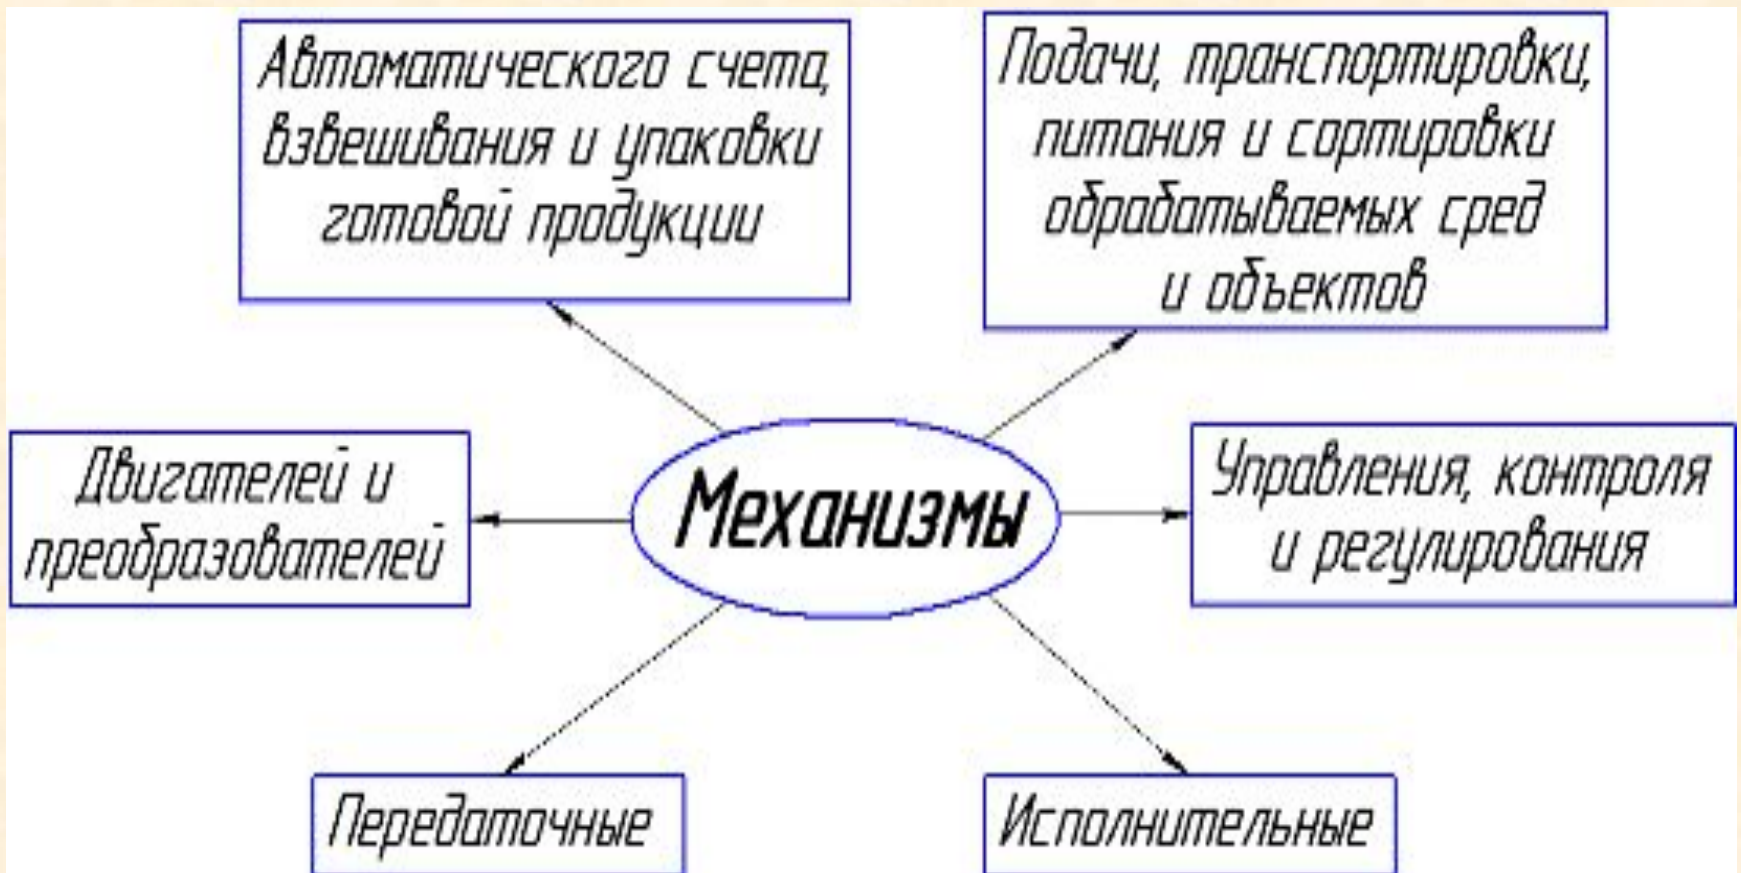 Автоматического счета,
взвешивания и упаковки
готовой продукции
Подачи, транспортировки,
питания и сортировки
обрабатываемых сред
и объектов
Двигателей и
преобразователей
Механизмы
Управления, контроля
и регулирования
Передаточные
Исполнительные